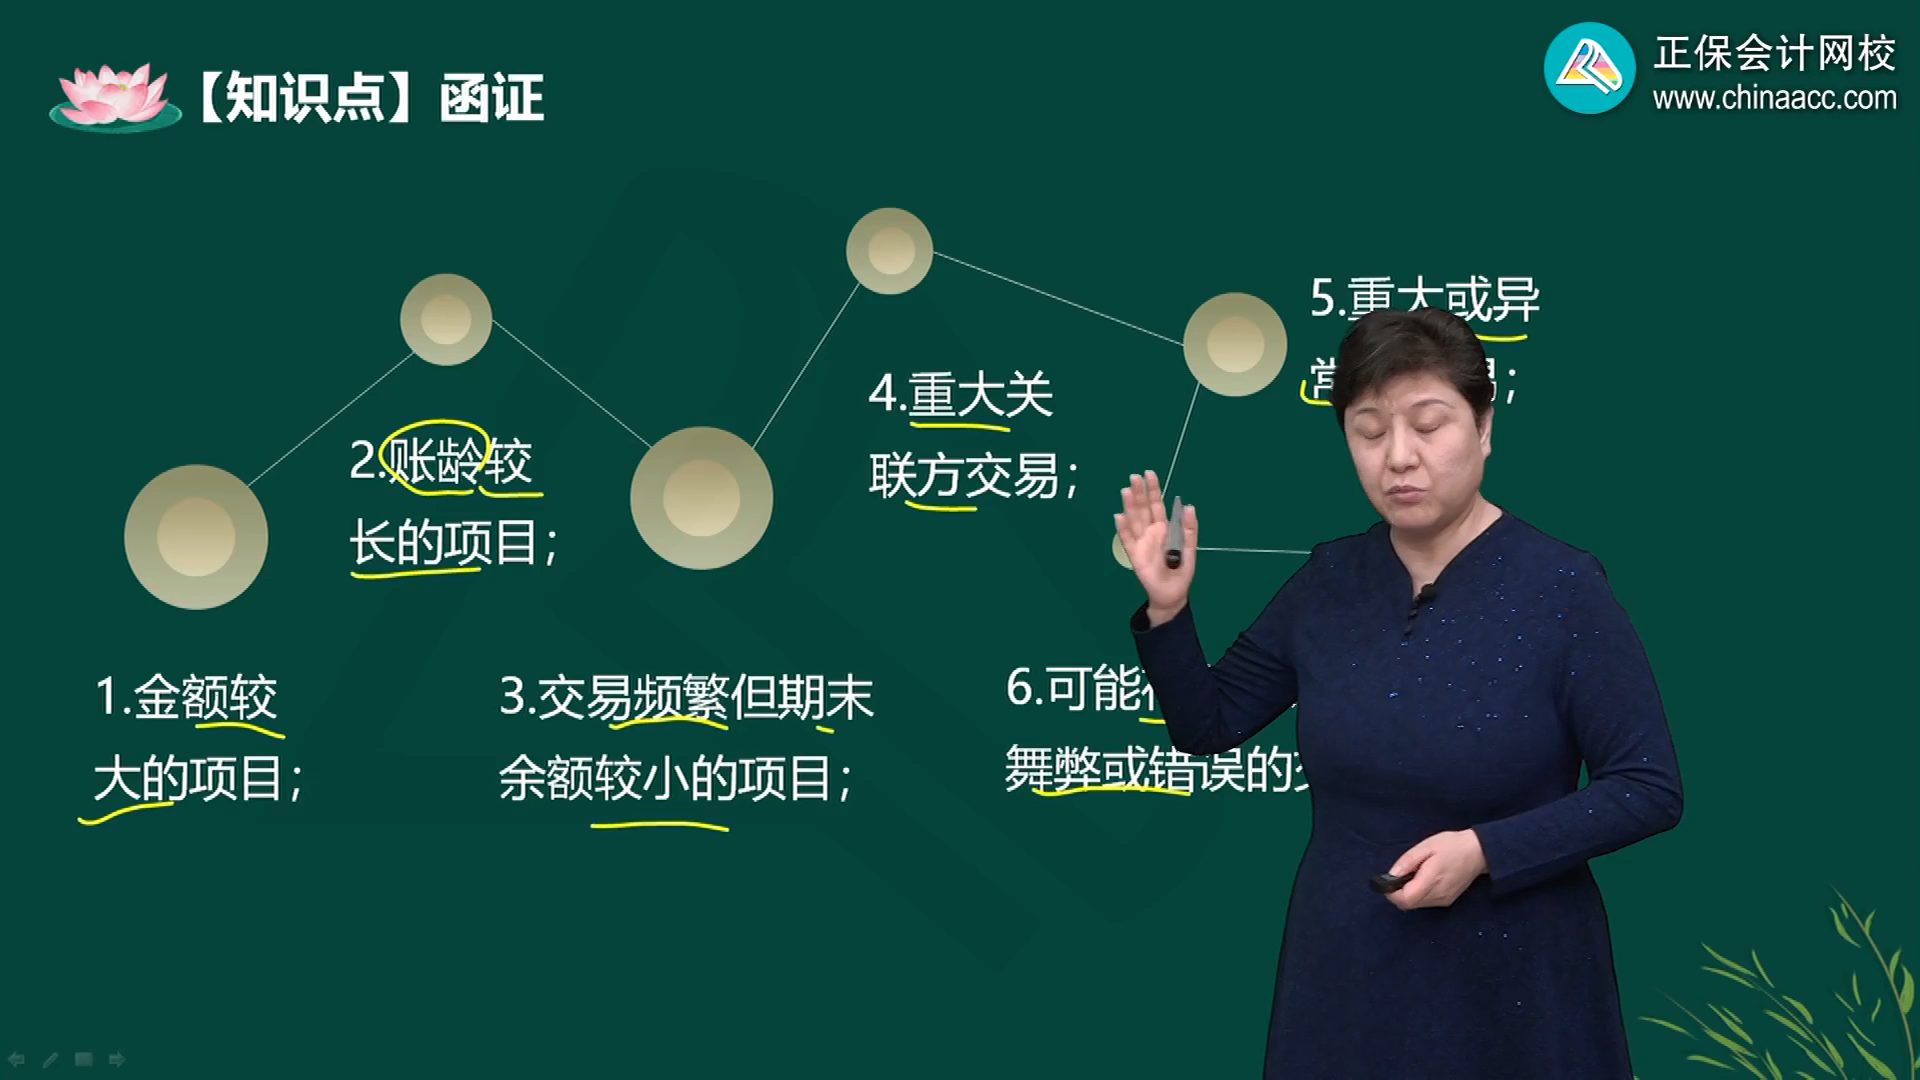 【知识点】函证
正保会计网校
www.chinaacc.com
1.金额较
大的项目；
2.账龄较
长的项目；
3.交易频繁但期末
余额较小的项目；
4.重大关
联方交易；
5.重大或异
常
；
6.可能
舞弊或错误的